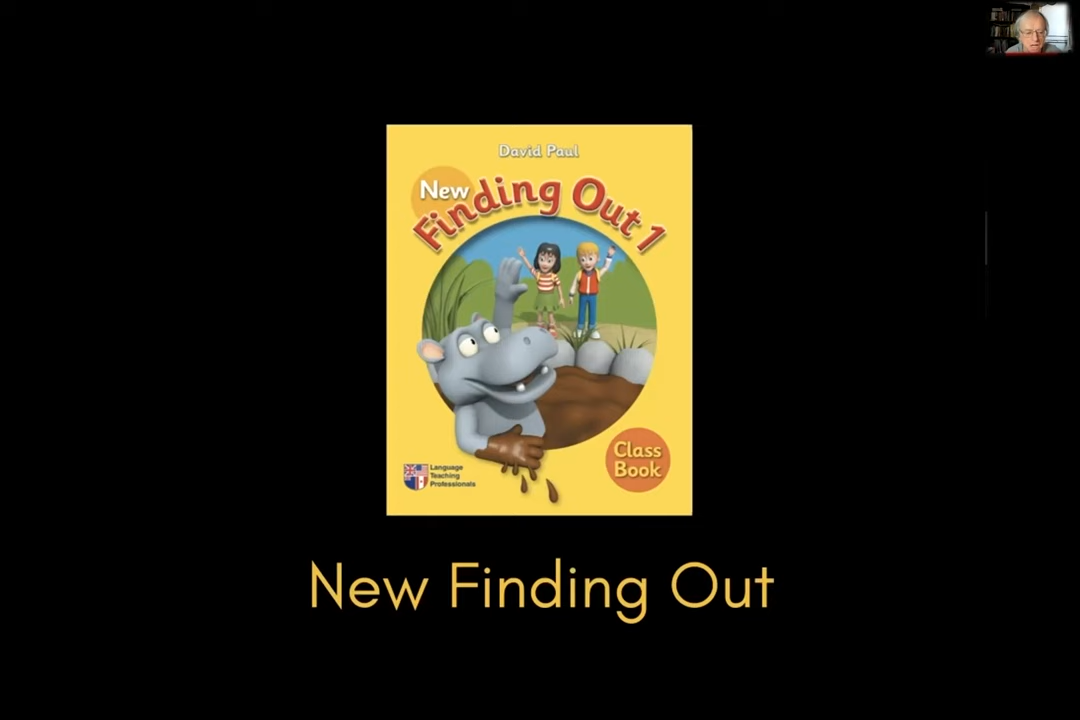 David Paul
New
Finding Out 1
Class
Book
Language
Teaching
Professionals
New Finding Out